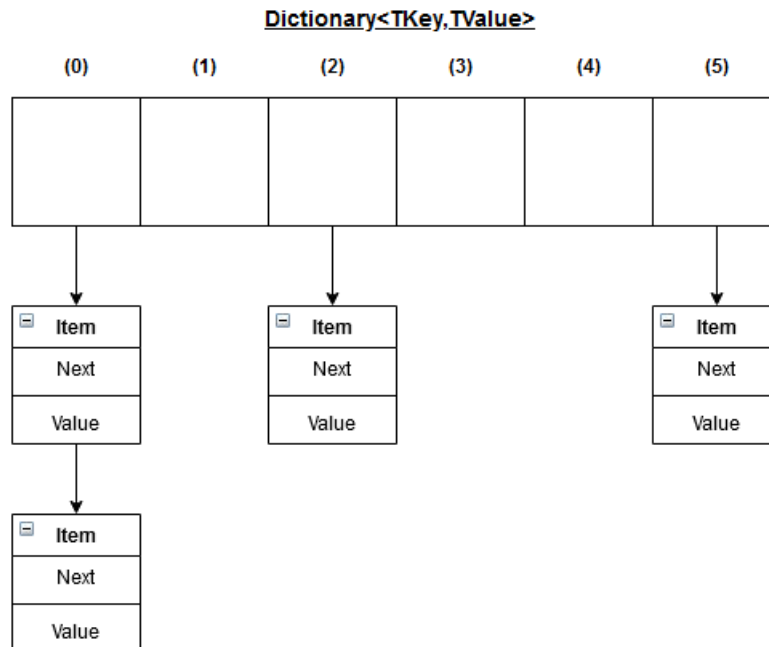 Dictionary<TKey,TValue>
(0) (1) (2) (3) (4) (5)
Item Item Item
Next Next Next
Value Value Value
Item
Next
Value